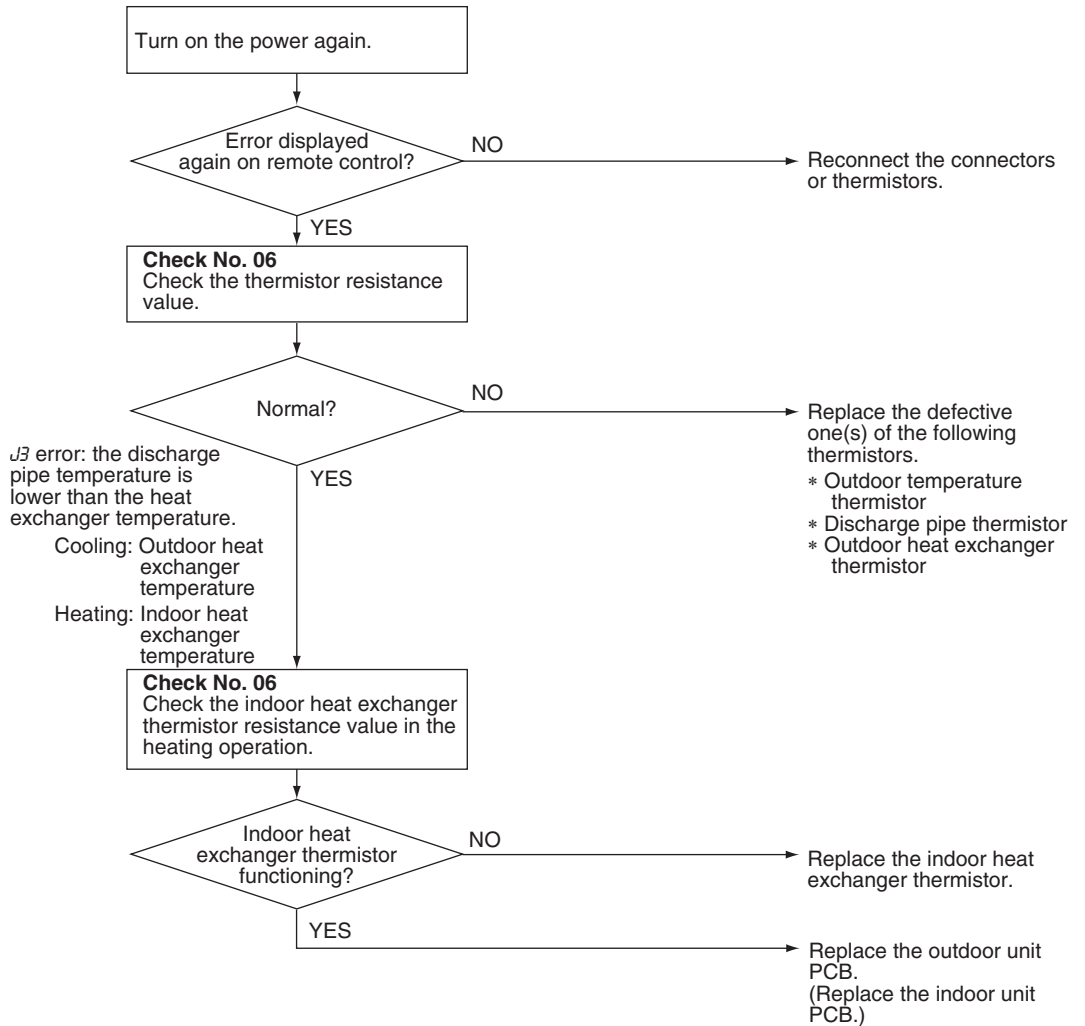 Turn on the power again.
Error displayed
again on remote control?
NO
Reconnect the connectors
or thermistors.
YES
Check No. 06
Check the thermistor resistance
value.
Normal?
NO
Replace the defective
one(s) of the following
thermistors.
* Outdoor temperature
thermistor
* Discharge pipe thermistor
* Outdoor heat exchanger
thermistor
YES
J3 error: the discharge
pipe temperature is
lower than the heat
exchanger temperature.
Cooling: Outdoor heat
exchanger
temperature
Heating: Indoor heat
exchanger
temperature
Check No. 06
Check the indoor heat exchanger
thermistor resistance value in the
heating operation.
Indoor heat
exchanger thermistor
functioning?
NO
Replace the indoor heat
exchanger thermistor.
YES
Replace the outdoor unit
PCB.
(Replace the indoor unit
PCB.)